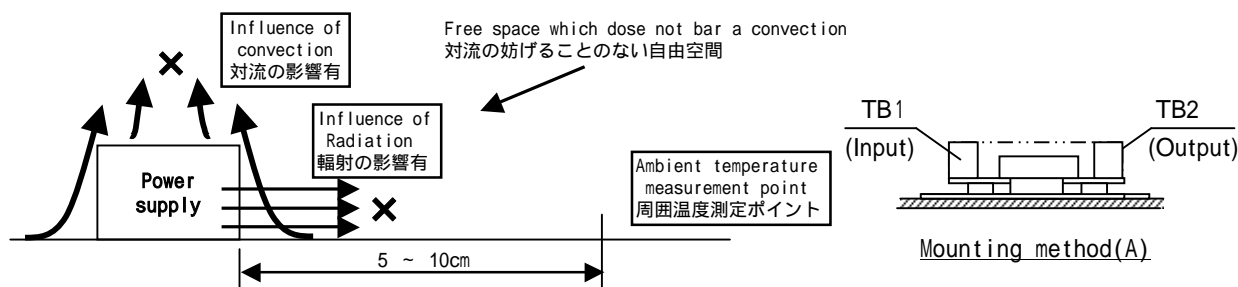 Influence of
convection
対流の影響有
Free space which dose not bar a convection
対流の妨げることのない自由空間
Influence of
Radiation
輻射の影響有
Power
supply
Ambient temperature
measurement point
周囲温度測定ポイント
5 ~ 10cm
TB1
(Input)
TB2
(Output)
Mounting method(A)